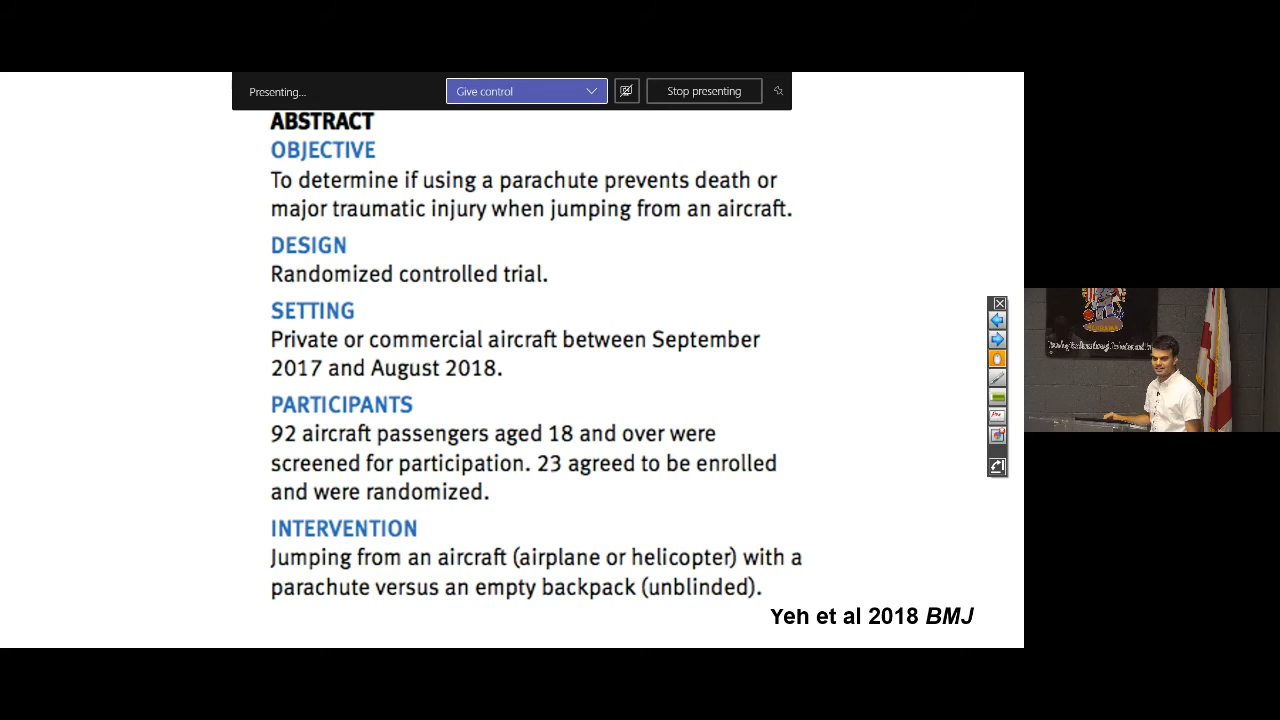 Presenting...
Give control
Stop presenting
ABSTRACT
OBJECTIVE
To determine if using a parachute prevents death or
major traumatic injury when jumping from an aircraft.
DESIGN
Randomized controlled trial.
SETTING
Private or commercial aircraft between September
2017 and August 2018.
PARTICIPANTS
92 aircraft passengers aged 18 and over were
screened for participation. 23 agreed to be enrolled
and were randomized.
INTERVENTION
Jumping from an aircraft (airplane or helicopter) with a
parachute versus an empty backpack (unblinded).
Yeh et al 2018 BMJ